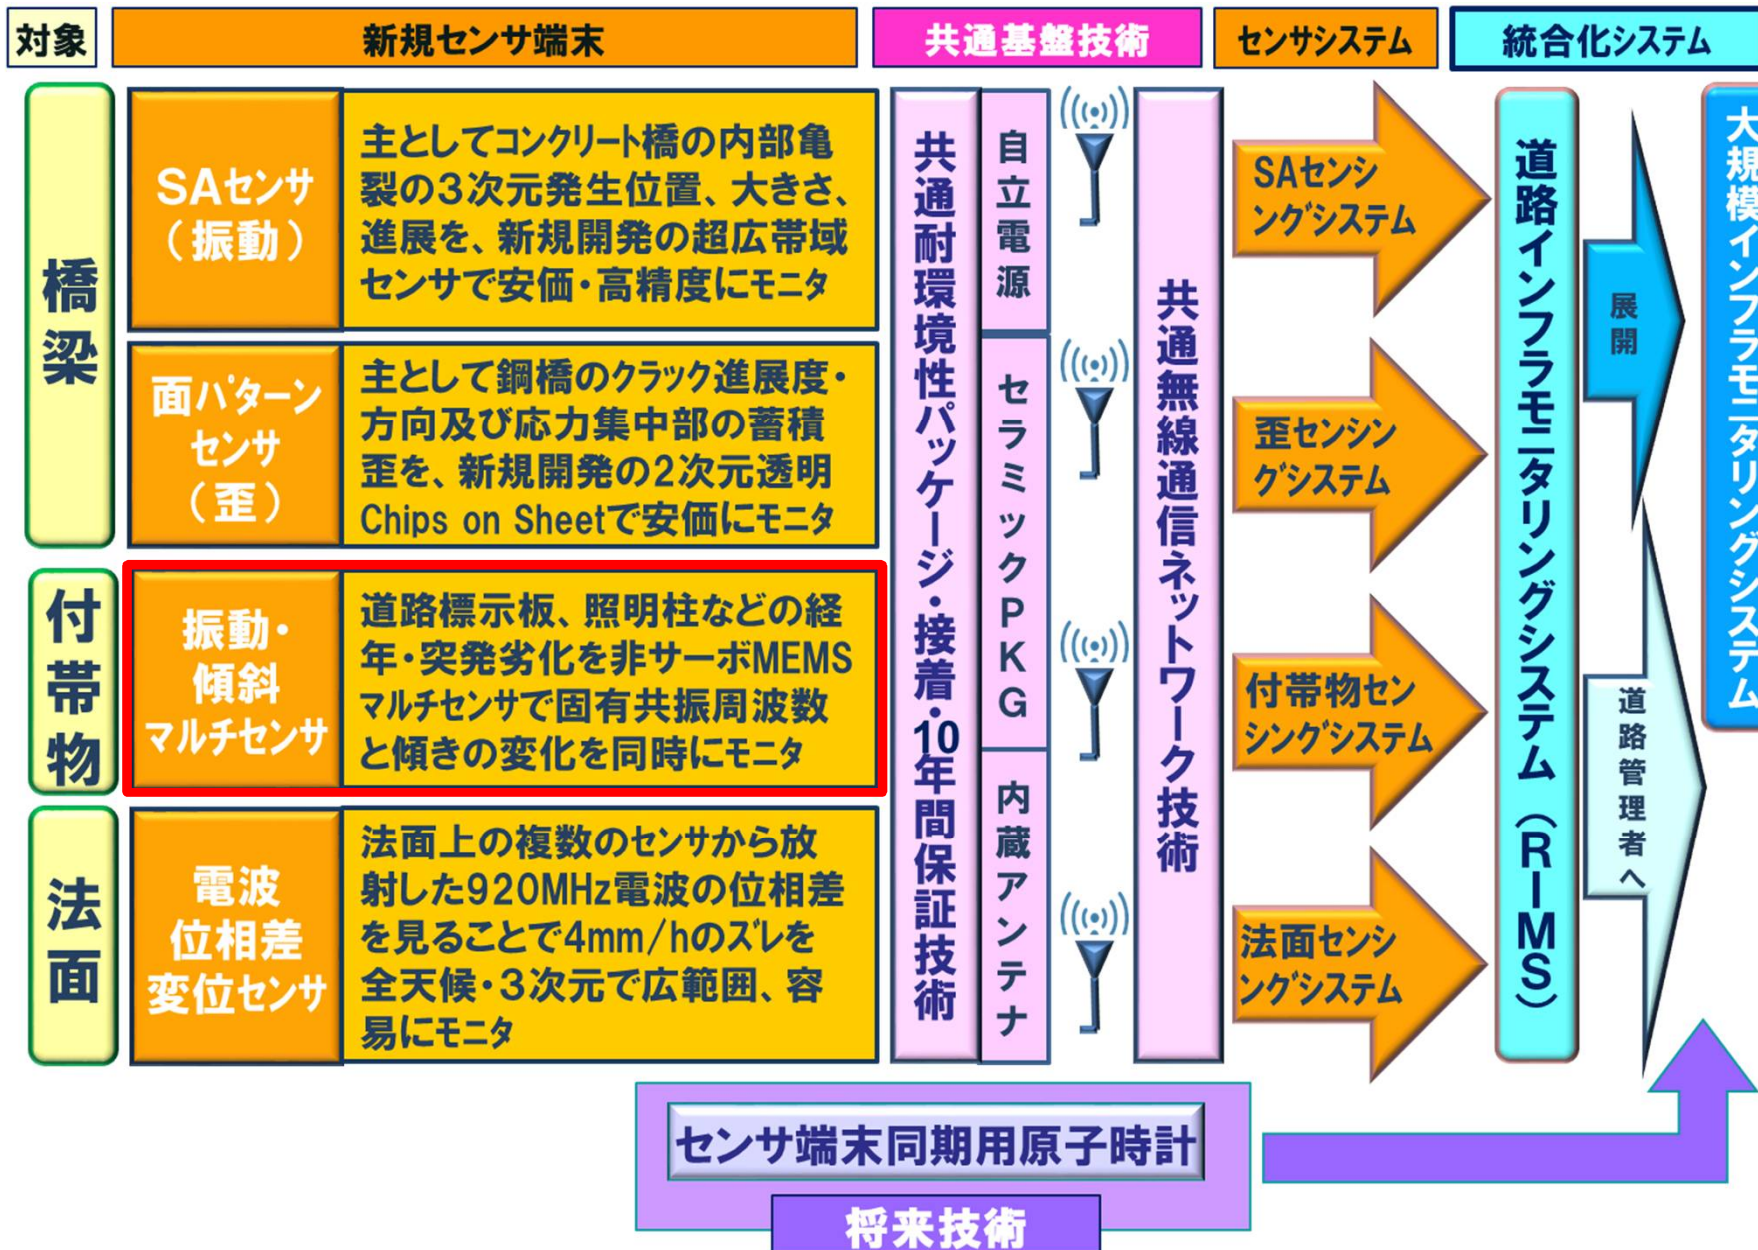 対象
新規センサ端末
共通基盤技術
センサシステム
統合化システム
橋梁
SAセンサ
(振動)
主としてコンクリート橋の内部亀
裂の3次元発生位置、大きさ、
進展を、新規開発の超広帯域
センサで安価・高精度にモニタ
面パターン
センサ
(歪)
主として鋼橋のクラック進展度・
方向及び応力集中部の蓄積
歪を、新規開発の2次元透明
Chips on Sheetで安価にモニタ
付帯物
振動・
傾斜
マルチセンサ
道路標示板、照明柱などの経
年・突発劣化を非サーボMEMS
マルチセンサで固有共振周波数
と傾きの変化を同時にモニタ
法面
電波
位相差
変位センサ
法面上の複数のセンサから放
射した920MHz電波の位相差
を見ることで4mm/hのズレを
全天候・3次元で広範囲、容
易にモニタ
共通耐環境性パッケージ・接着・10年間保証技術
自立電源
セラミックPKG
内蔵アンテナ
共通無線通信ネットワーク技術
SAセンシ
ングシステム
歪センシン
グシステム
付帯物セン
シングシステム
法面センシ
ングシステム
道路インフラモニタリングシステム(RIMS)
展開
道路管理者へ
大規模インフラモニタリングシステム
センサ端末同期用原子時計
将来技術